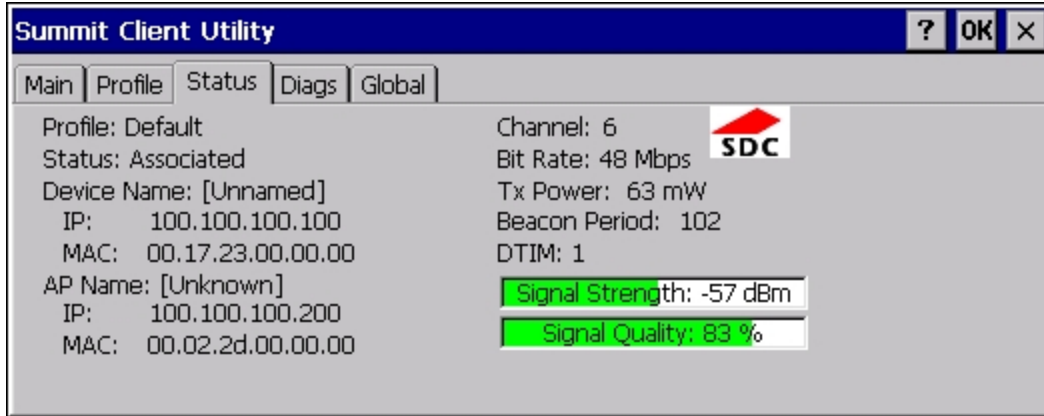 Summit Client Utility ? OK ×
Main Profile Status Diags Global
Profile: Default
Status: Associated
Device Name: [Unnamed]
IP: 100.100.100.100
MAC: 00.17.23.00.00.00
AP Name: [Unknown]
IP: 100.100.100.200
MAC: 00.02.2d.00.00.00
Channel: 6
SDC
Bit Rate: 48 Mbps
Tx Power: 63 mW
Beacon Period: 102
DTIM: 1
Signal Strength: -57 dBm
Signal Quality: 83 %